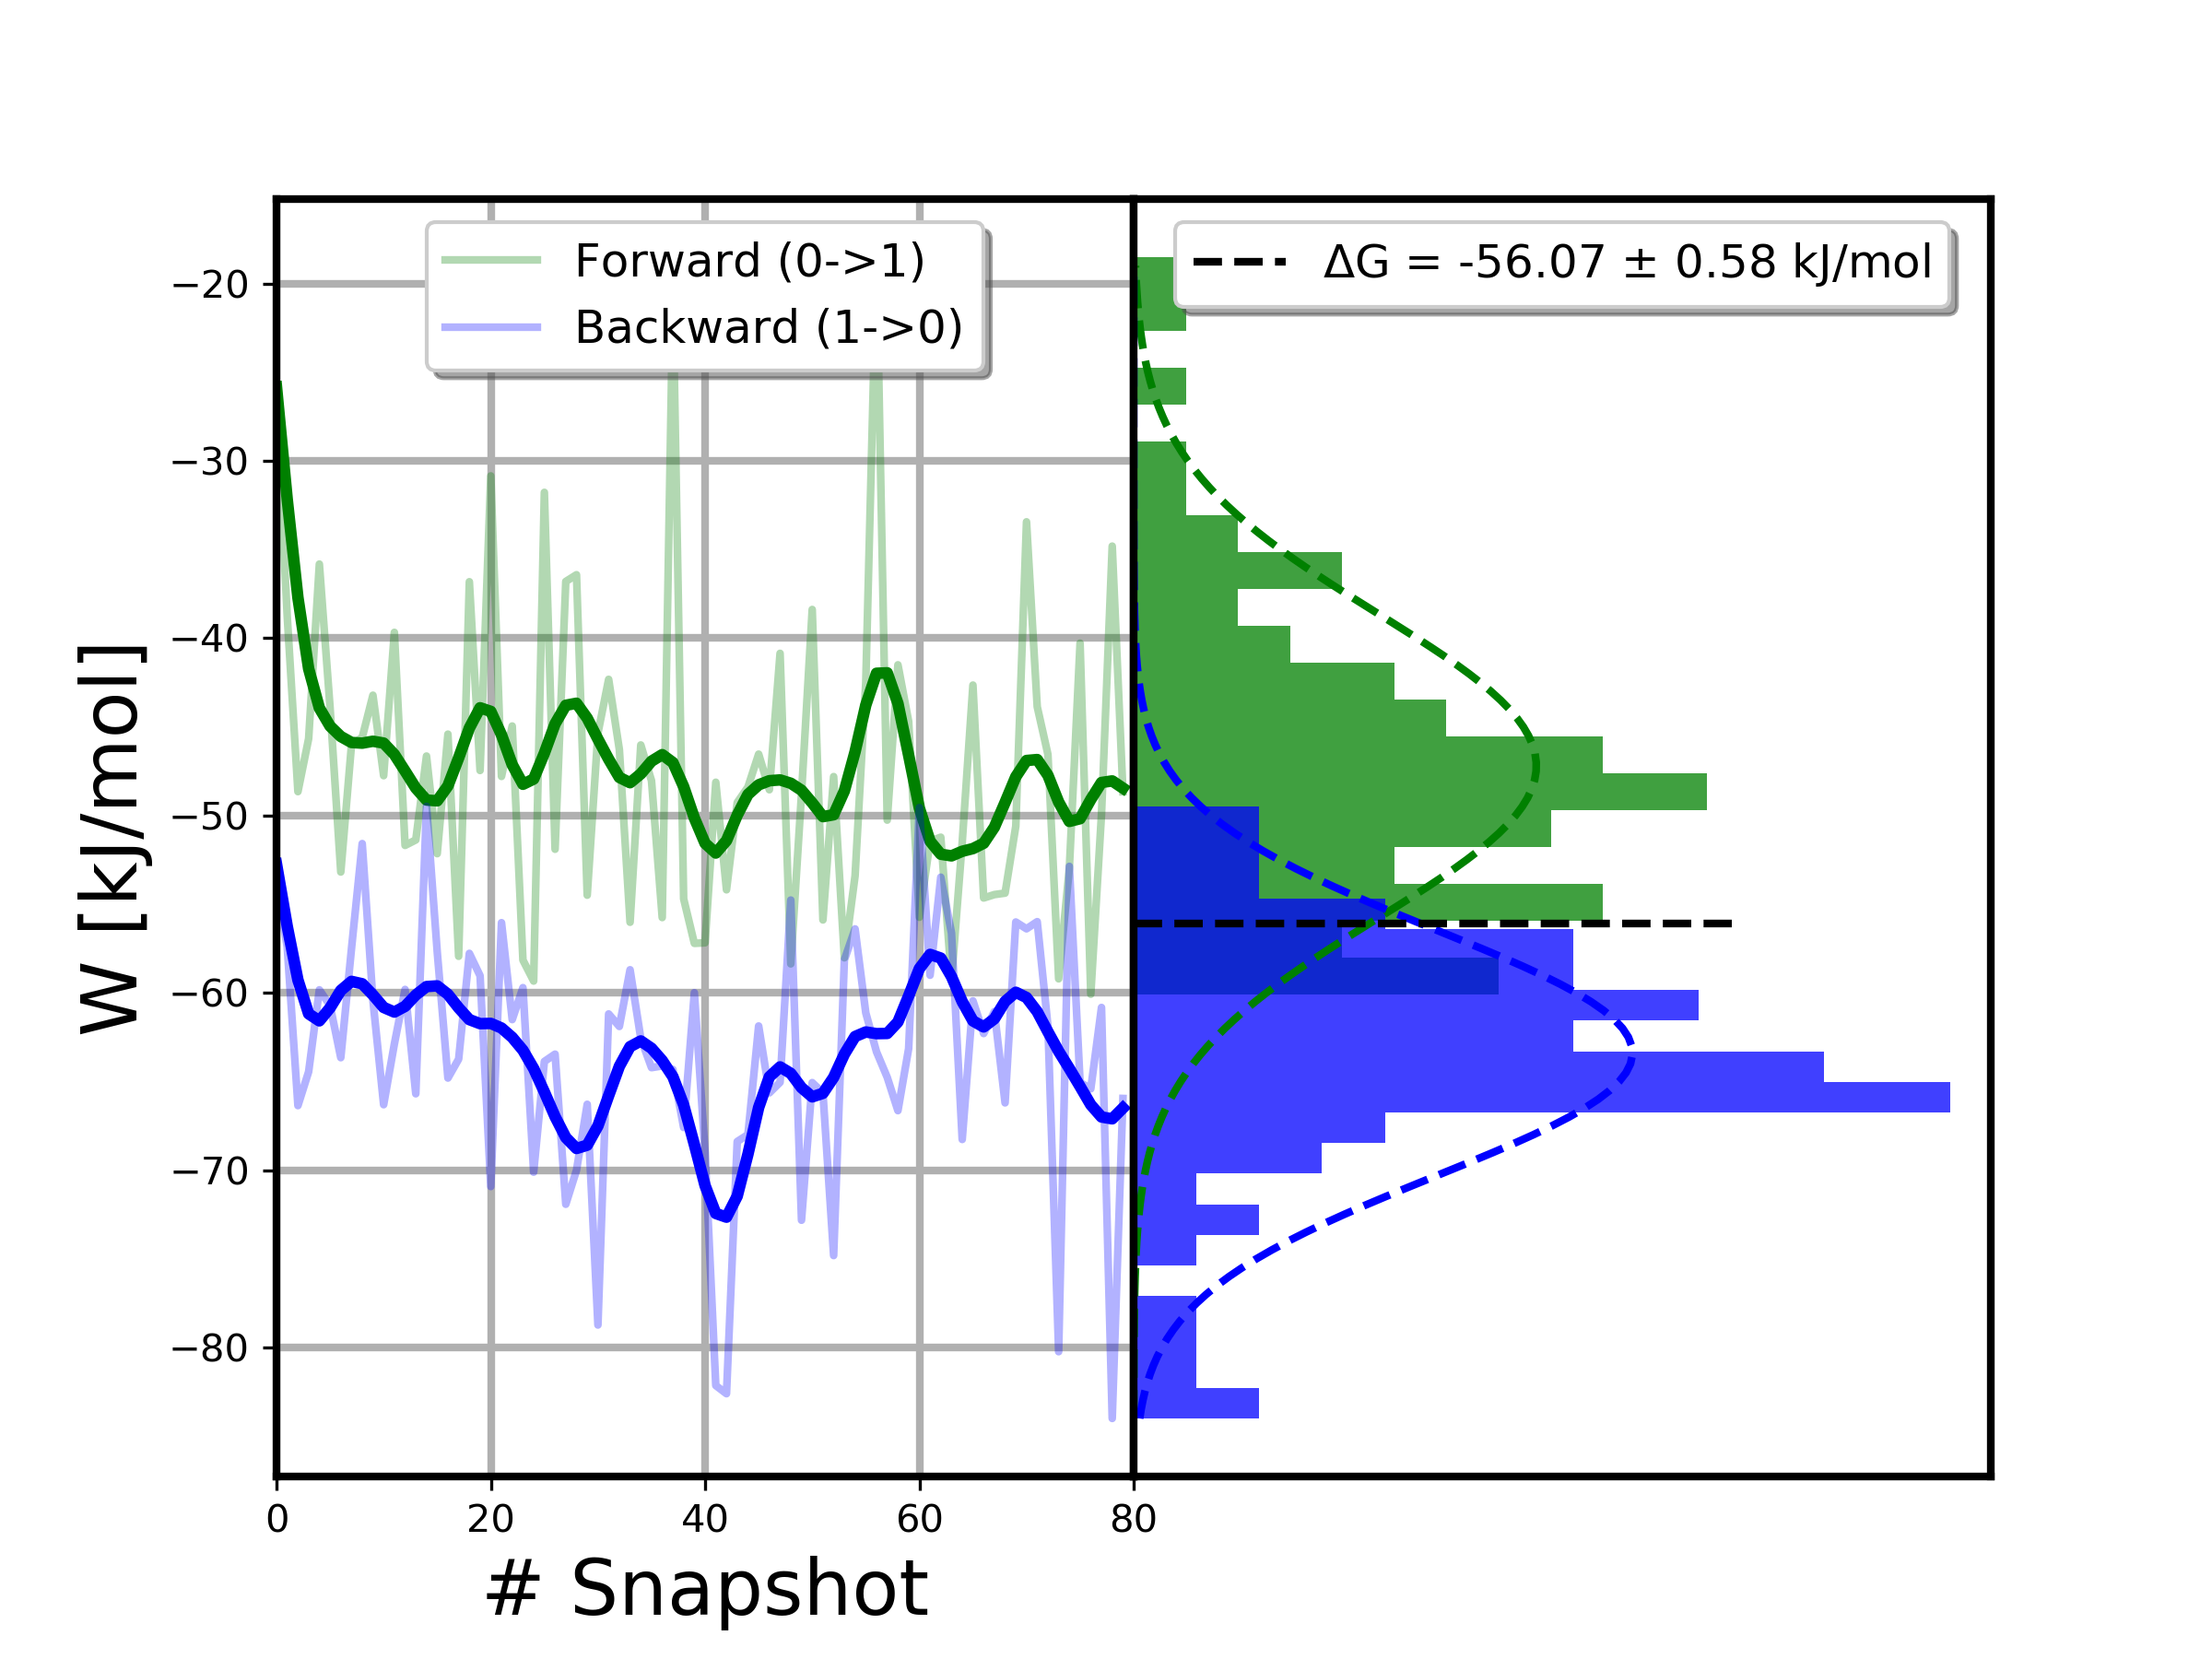 Forward (0->1)
Backward (1->0)
ΔG = -56.07 ± 0.58 kJ/mol
−20
−30
−40
−50
−60
−70
−80
W [kJ/mol]
0 20 40 60 80
# Snapshot